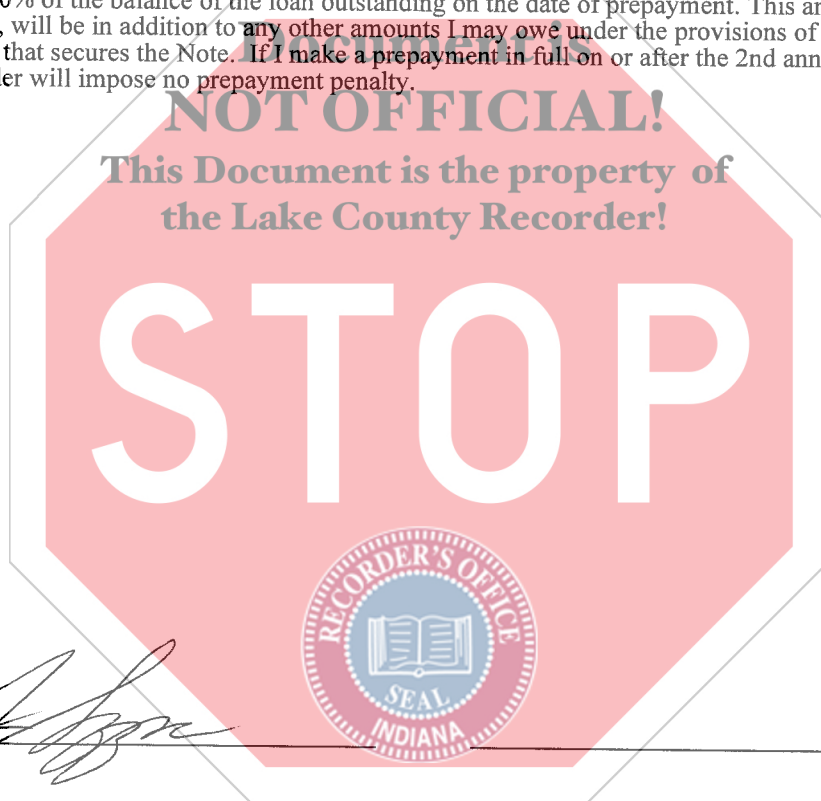 0% of the balance of the loan outstanding on the date of prepayment. This
, will be in addition to any other amounts I may owe under the provisions of
that secures the Note. If I make a prepayment in full on or after the 2nd
er will impose no prepayment penalty.
Document is
NOT OFFICIAL!
This Document is the property of
the Lake County Recorder!
STOP
RECORDER'S OFFICE
SEAL
INDIANA